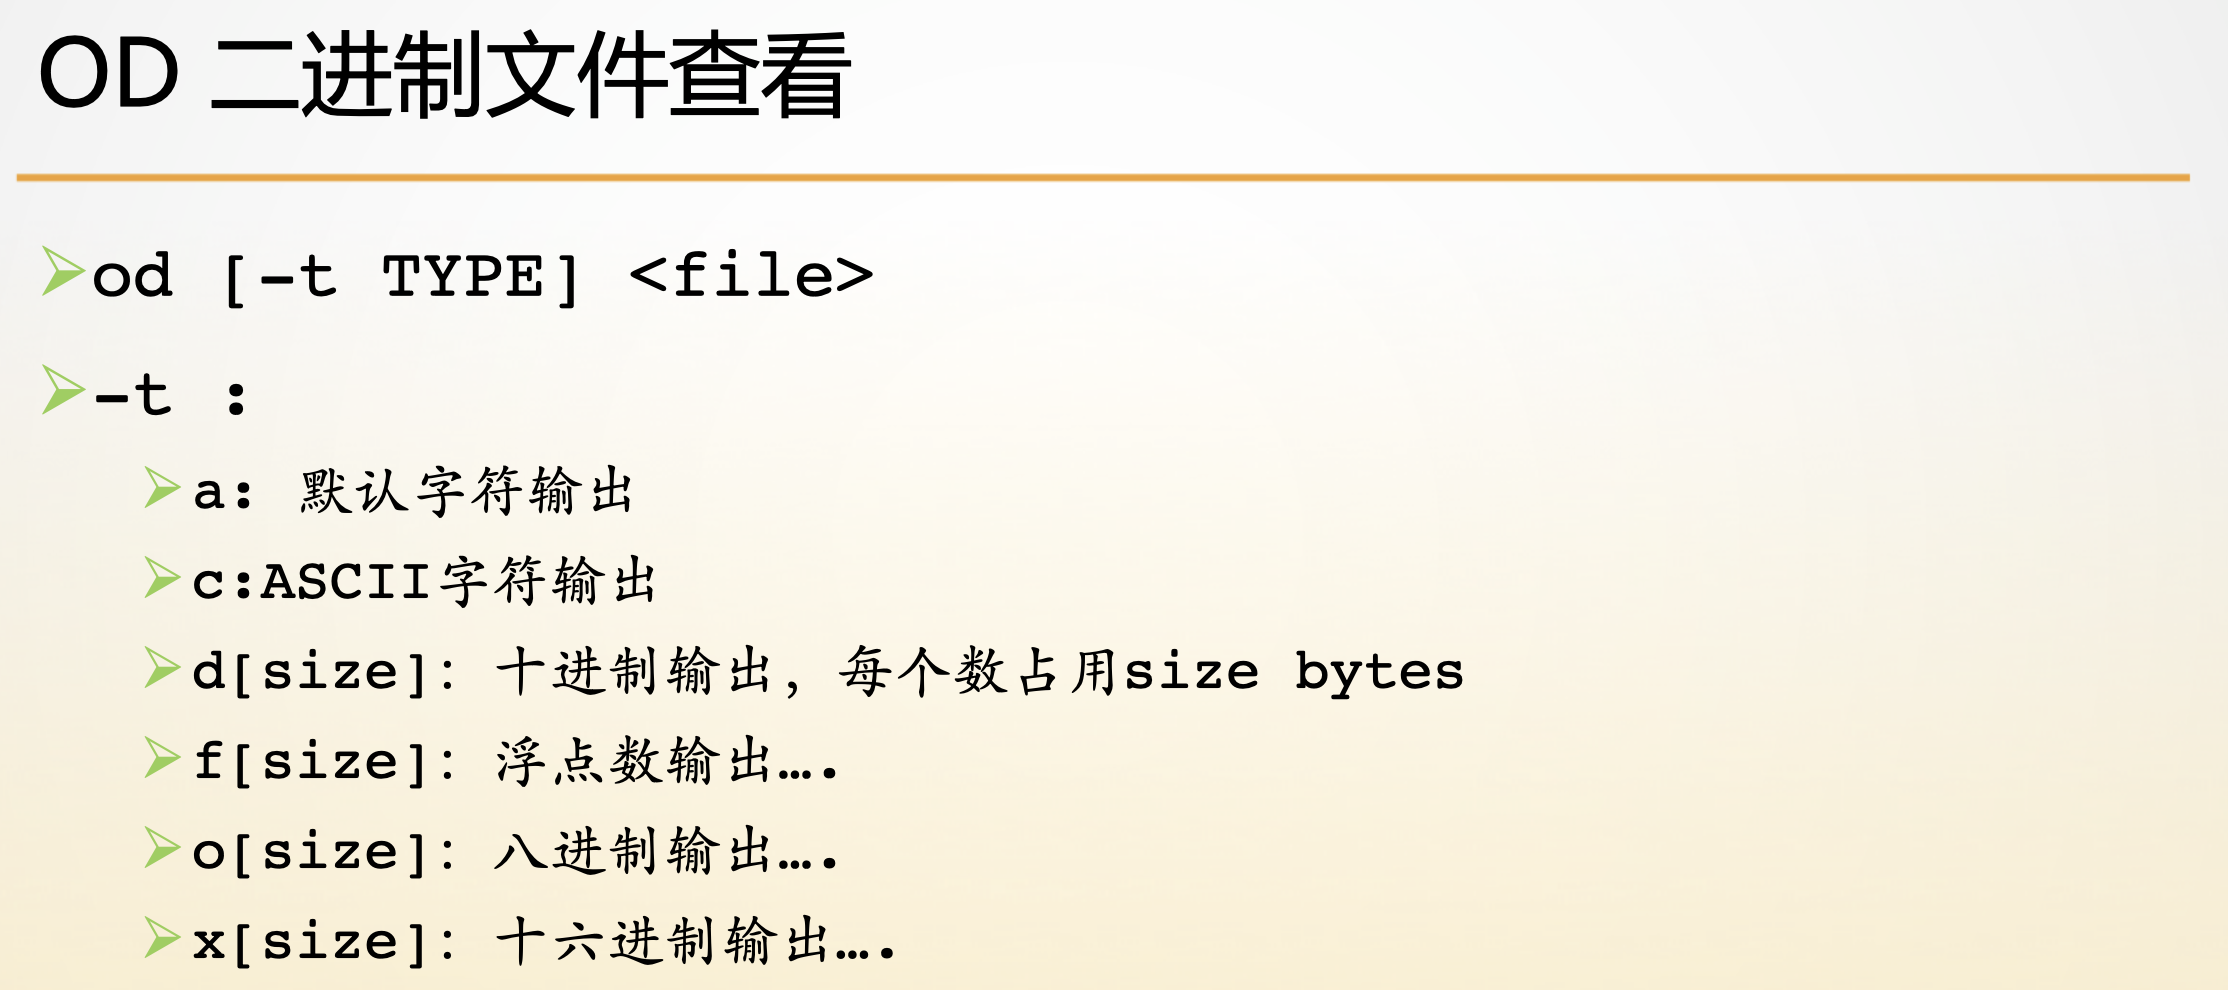 OD 二进制文件查看
od [-t TYPE] <file>
-t :
a: 默认字符输出
c:ASCII字符输出
d[size]: 十进制输出, 每个数占用size bytes
f[size]: 浮点数输出….
o[size]: 八进制输出….
x[size]: 十六进制输出….